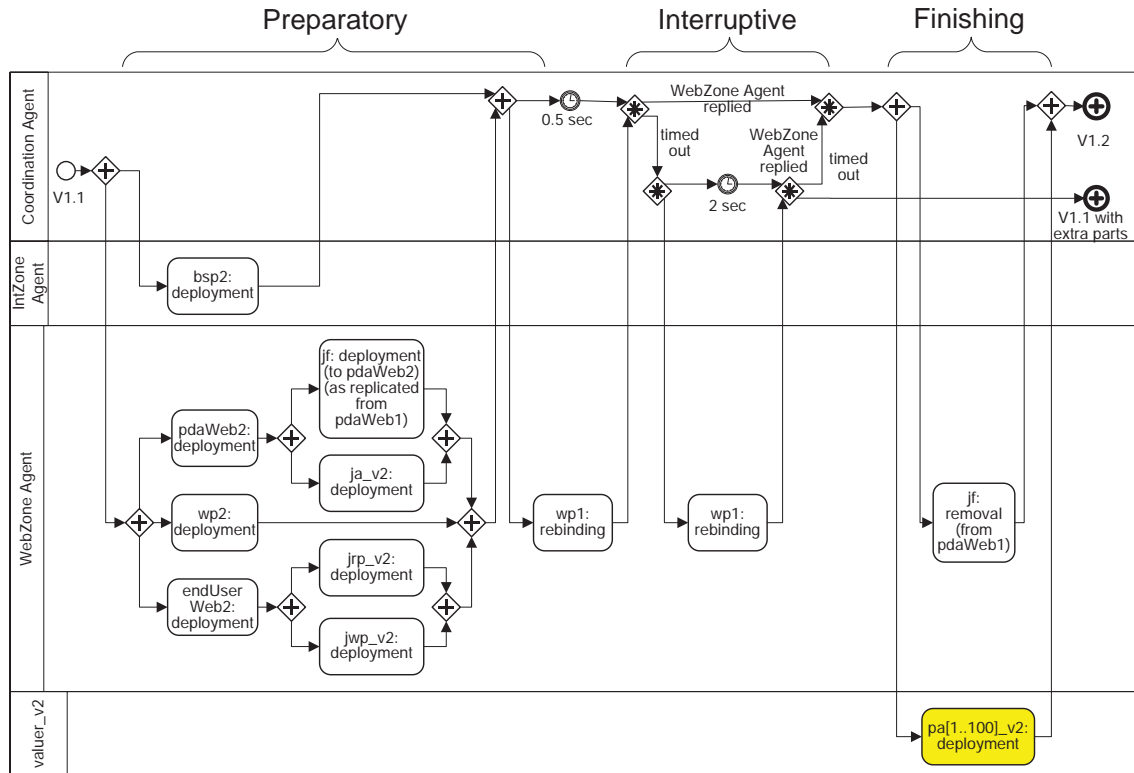 Preparatory
Interruptive
Finishing
Coordination Agent
V1.1
0.5 sec
WebZone Agent
replied
timed
out
WebZone
Agent
replied
timed
out
2 sec
V1.2
V1.1 with
extra parts
IntZone
Agent
bsp2:
deployment
WebZone Agent
jf: deployment
(to pdaWeb2)
(as replicated
from
pdaWeb1)
pdaWeb2:
deployment
ja_v2:
deployment
wp2:
deployment
jrp_v2:
deployment
endUser
Web2:
deployment
jwp_v2:
deployment
wp1:
rebinding
wp1:
rebinding
jf:
removal
(from
pdaWeb1)
valuer_v2
pa[1..100]_v2:
deployment